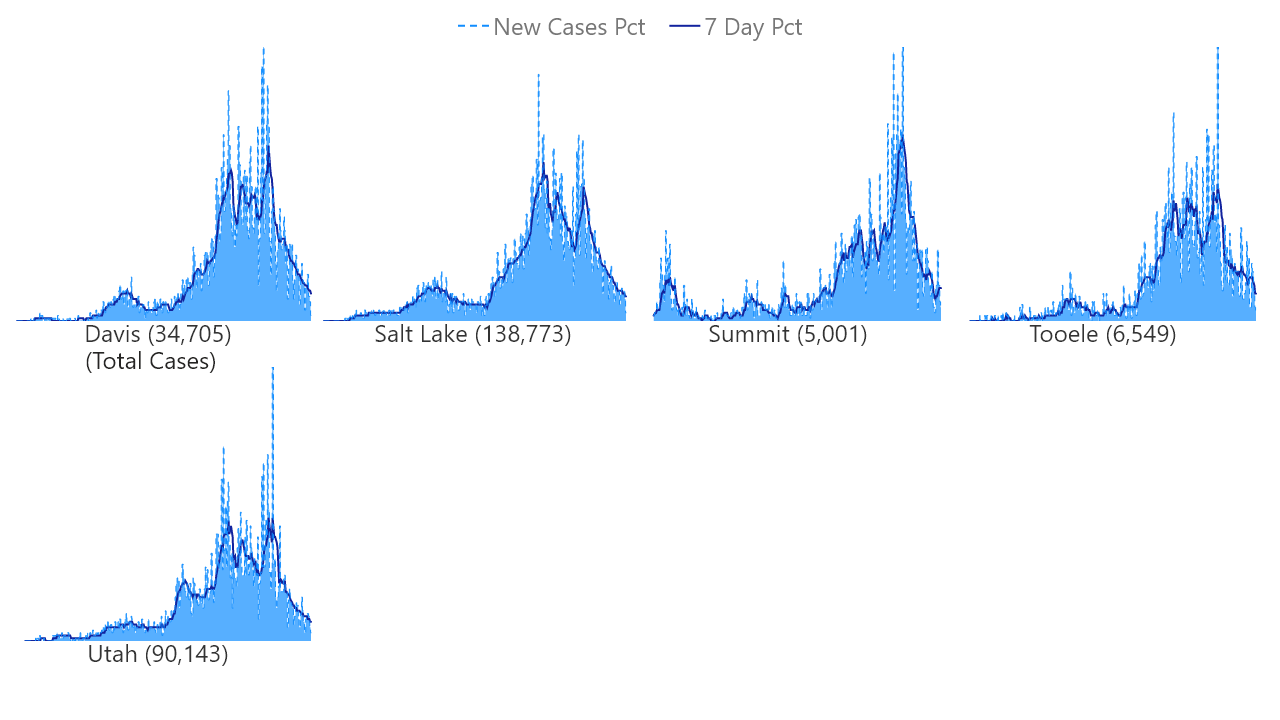 New Cases Pct 7 Day Pct
Davis (34,705)
(Total Cases)
Salt Lake (138,773)
Summit (5,001)
Tooele (6,549)
Utah (90,143)